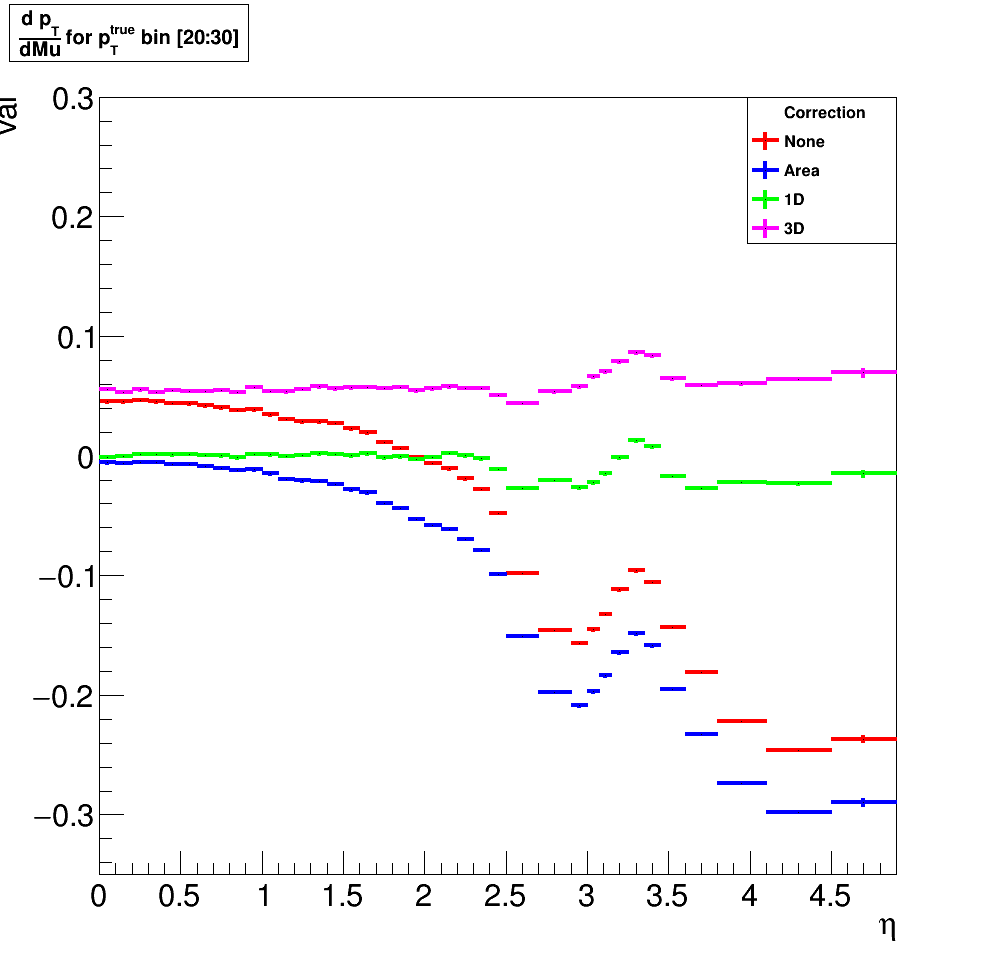 d p_T
dMu for p_T^true bin [20:30]
val
0.3
0.2
0.1
0
−0.1
−0.2
−0.3
Correction
None
Area
1D
3D
0 0.5 1 1.5 2 2.5 3 3.5 4 4.5
η